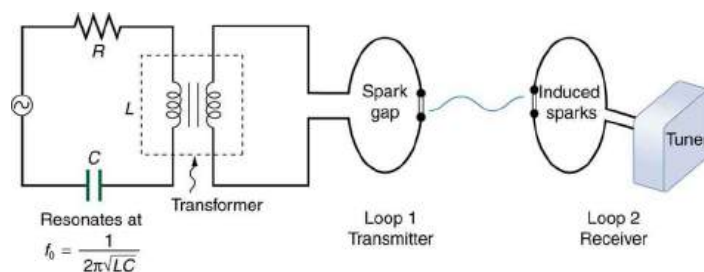 R
L
C
Transformer
Resonates at
f₀ = 1 / 2π√LC
Spark
gap
Induced
sparks
Tuner
Loop 1
Transmitter
Loop 2
Receiver